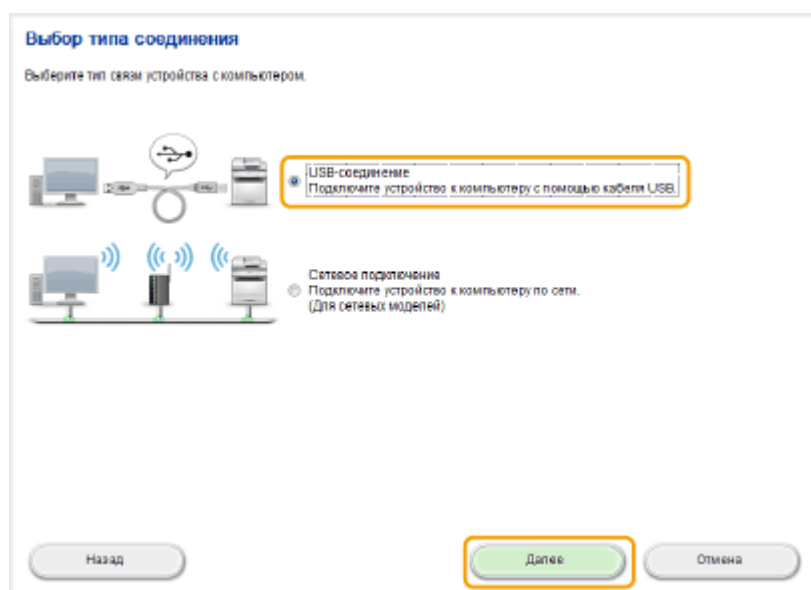 Выбор типа соединения
Выберите тип связи устройства с компьютером.
USB-соединение
Подключите устройство к компьютеру с помощью кабеля USB.
Сетевое подключение
Подключите устройство к компьютеру по сети.
(Для сетевых моделей)
Назад
Далее
Отмена